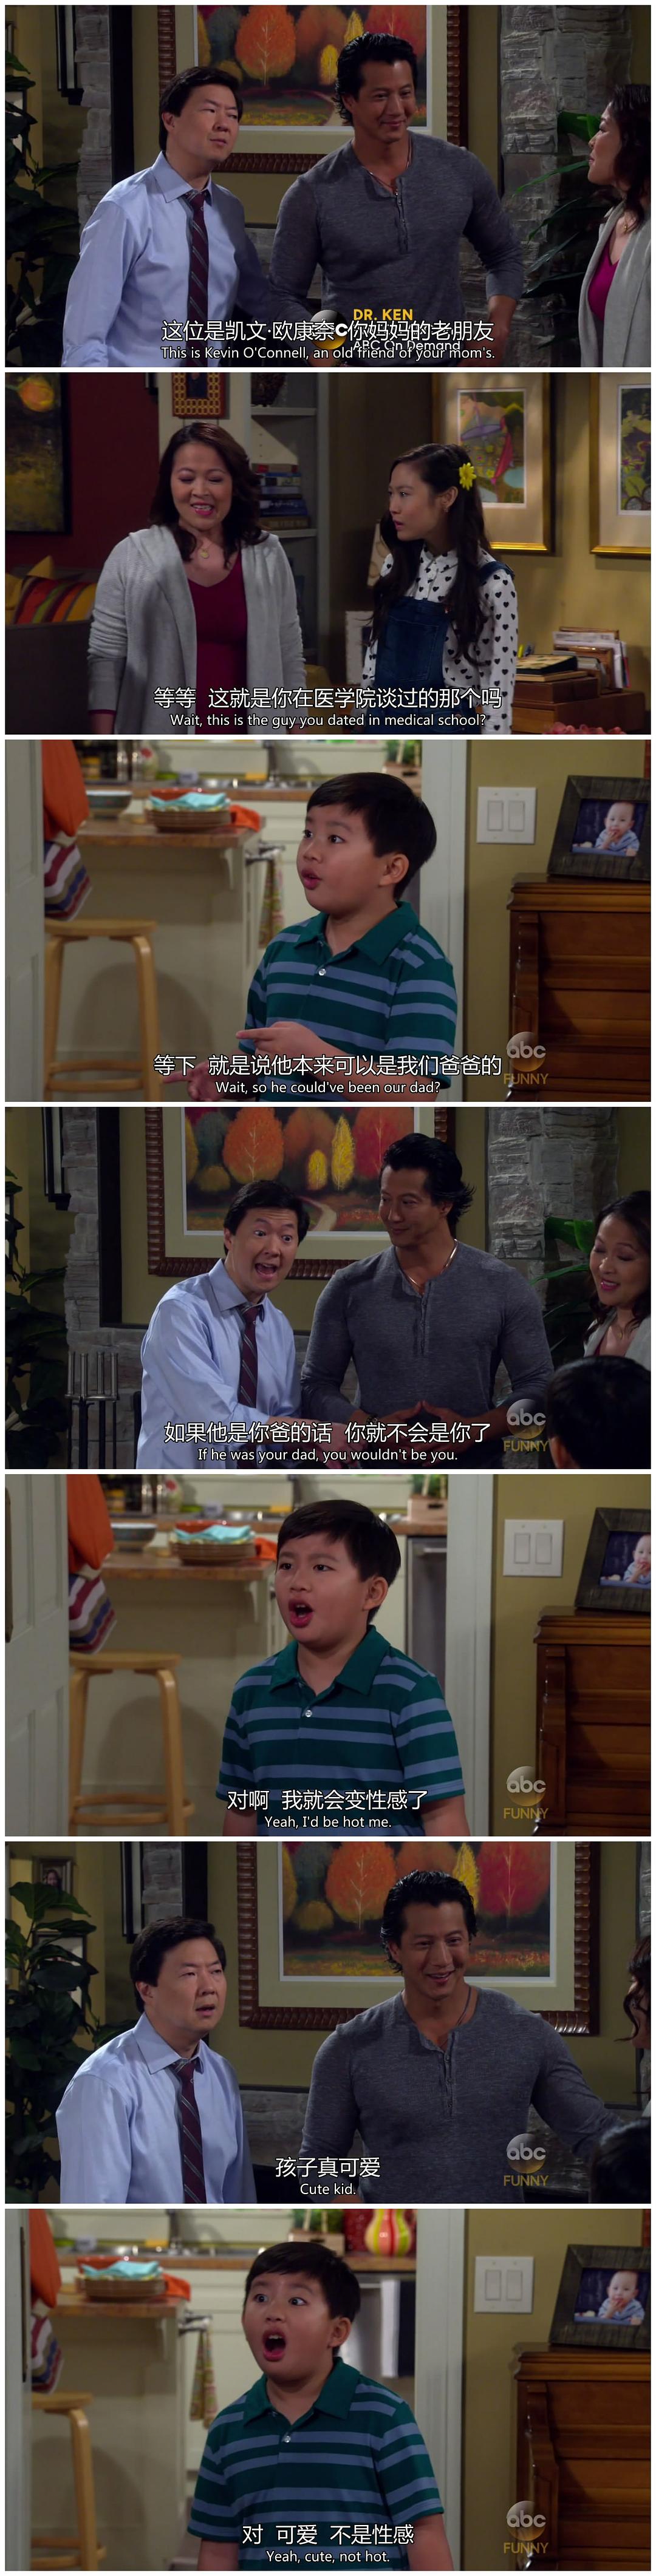 DR. KEN
ABC On Demand
这位是凯文·欧康奈 你妈妈的老朋友
This is Kevin O'Connell, an old friend of your mom's.
等等 这就是你在医学院谈过的那个吗
Wait, this is the guy you dated in medical school?
abc
FUNNY
等下 就是说他本来可以是我们爸爸的
Wait, so he could've been our dad?
abc
FUNNY
如果他是你爸的话 你就不会是你了
If he was your dad, you wouldn't be you.
abc
FUNNY
对啊 我就会变性感了
Yeah, I'd be hot me.
abc
FUNNY
孩子真可爱
Cute kid.
abc
FUNNY
对 可爱 不是性感
Yeah, cute, not hot.